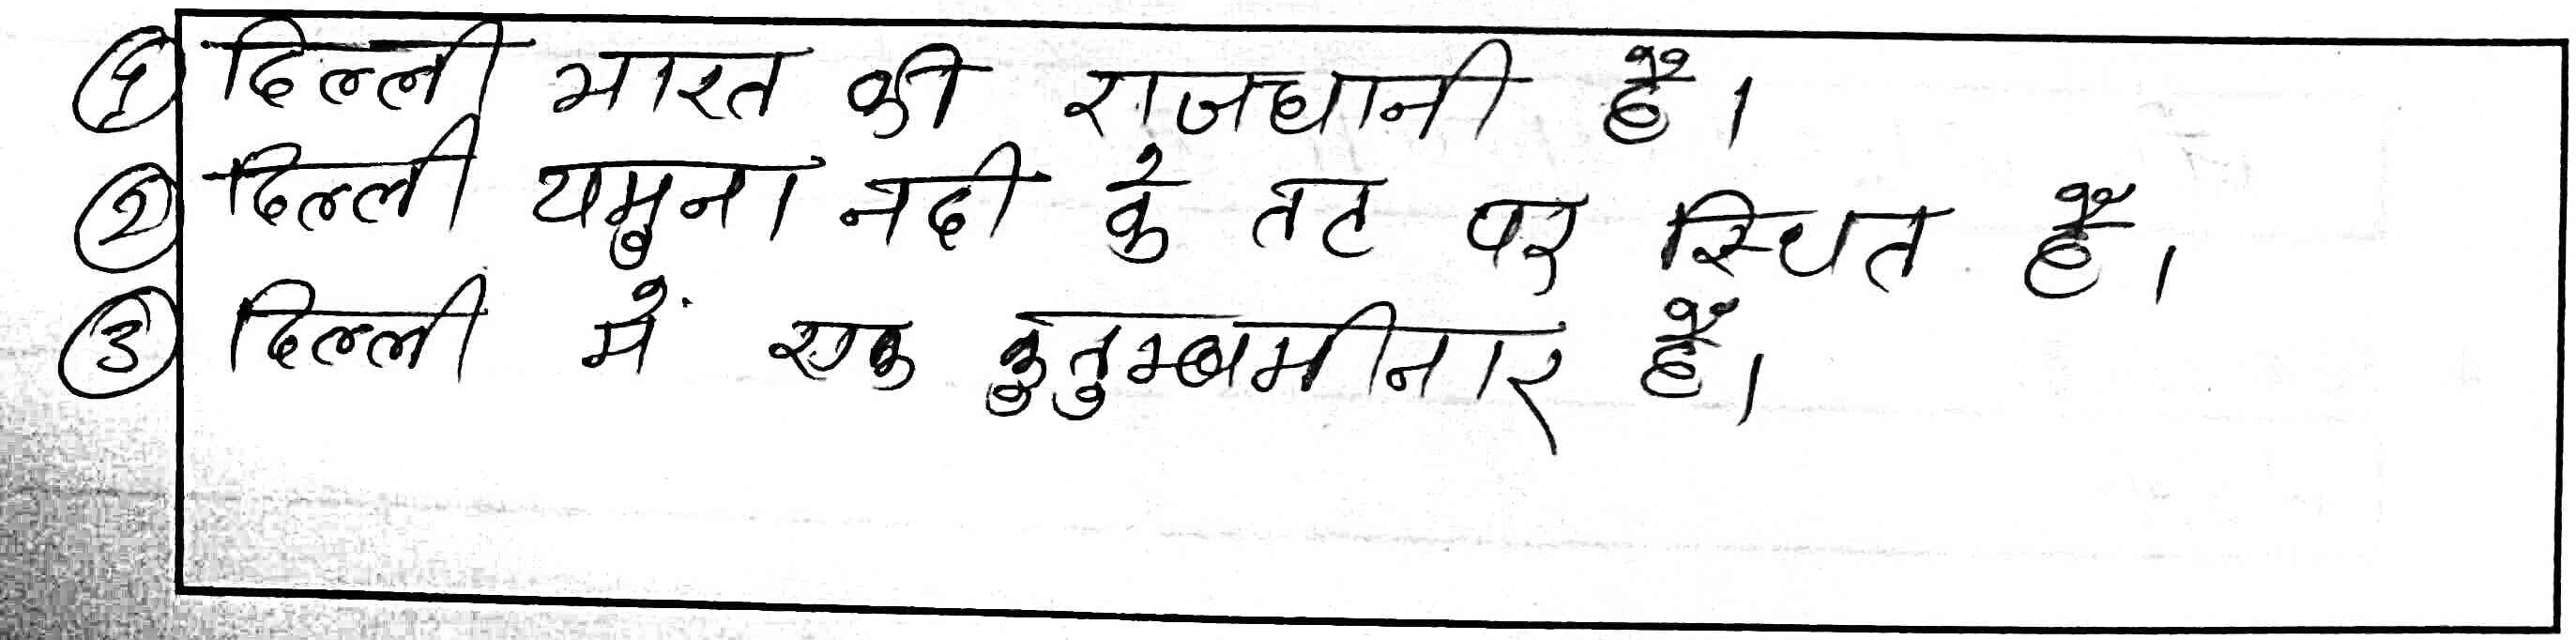 ① दिल्ली भारत की राजधानी है।
② दिल्ली यमुना नदी के तट पर स्थित है।
③ दिल्ली में एक कुतुम्बमीनार है।